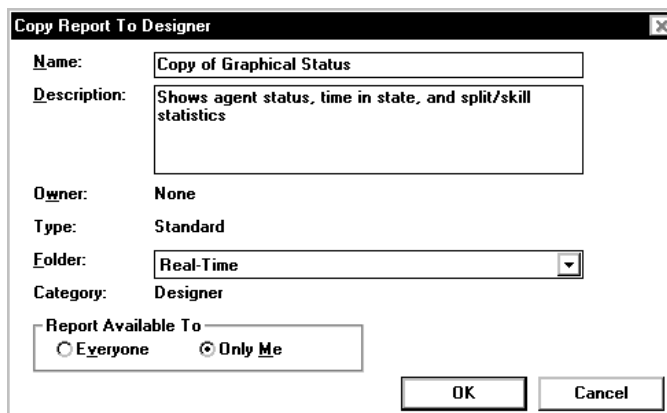 Copy Report To Designer
Name: Copy of Graphical Status
Description: Shows agent status, time in state, and split/skill
statistics
Owner: None
Type: Standard
Folder: Real-Time
Category: Designer
Report Available To
Everyone Only Me
OK Cancel